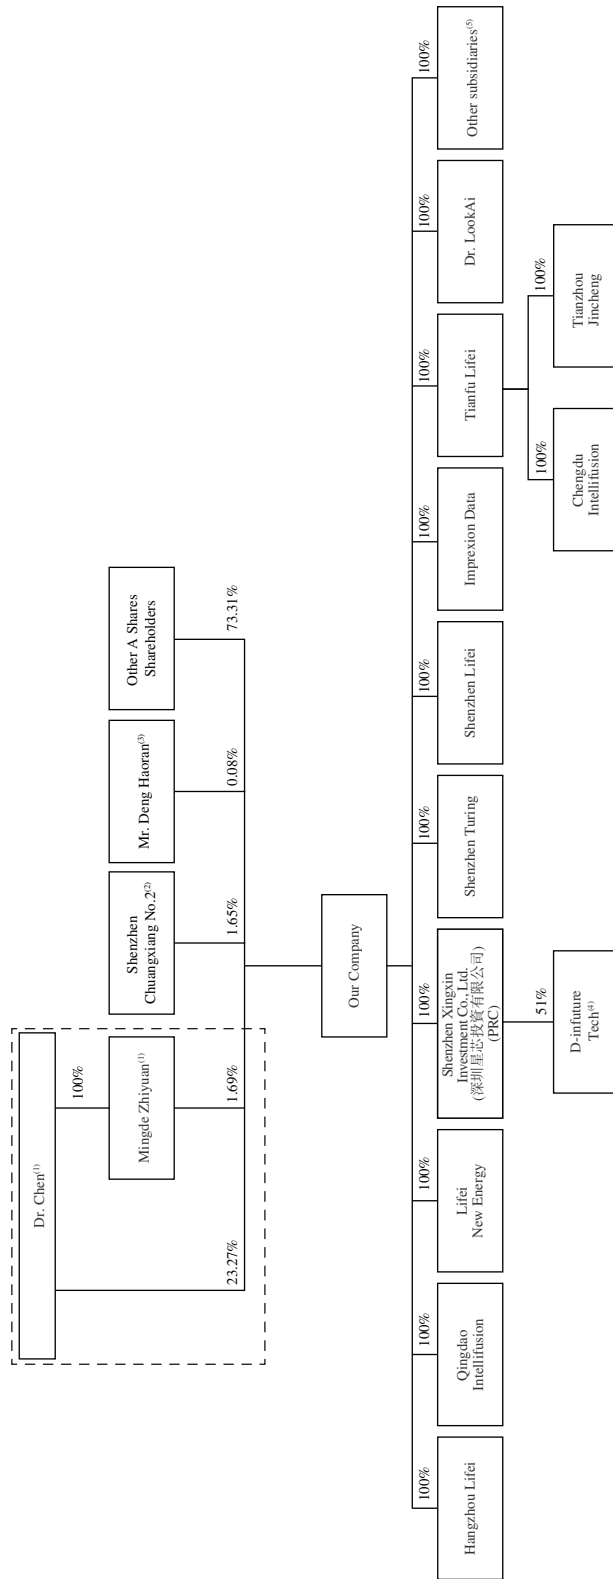 Dr. Chen(1)
100%
Mingde Zhiyuan(1)
Shenzhen
Chuangxiang No.2(2)
Mr. Deng Haoran(3)
Other A Shares
Shareholders
23.27%
1.69%
1.65%
0.08%
73.31%
Our Company
100%
100%
100%
100%
100%
100%
100%
100%
100%
100%
Hangzhou Lifei
Qingdao
Intellifusion
Lifei
New Energy
Shenzhen Xingxin
Investment Co., Ltd.
(深圳星芯投資有限公司)
(PRC)
Shenzhen Turing
Shenzhen Lifei
Imprexion Data
Tianfu Lifei
Dr. LookAi
Other subsidiaries(5)
51%
100%
100%
D-infuture
Tech(4)
Chengdu
Intellifusion
Tianzhou
Jincheng